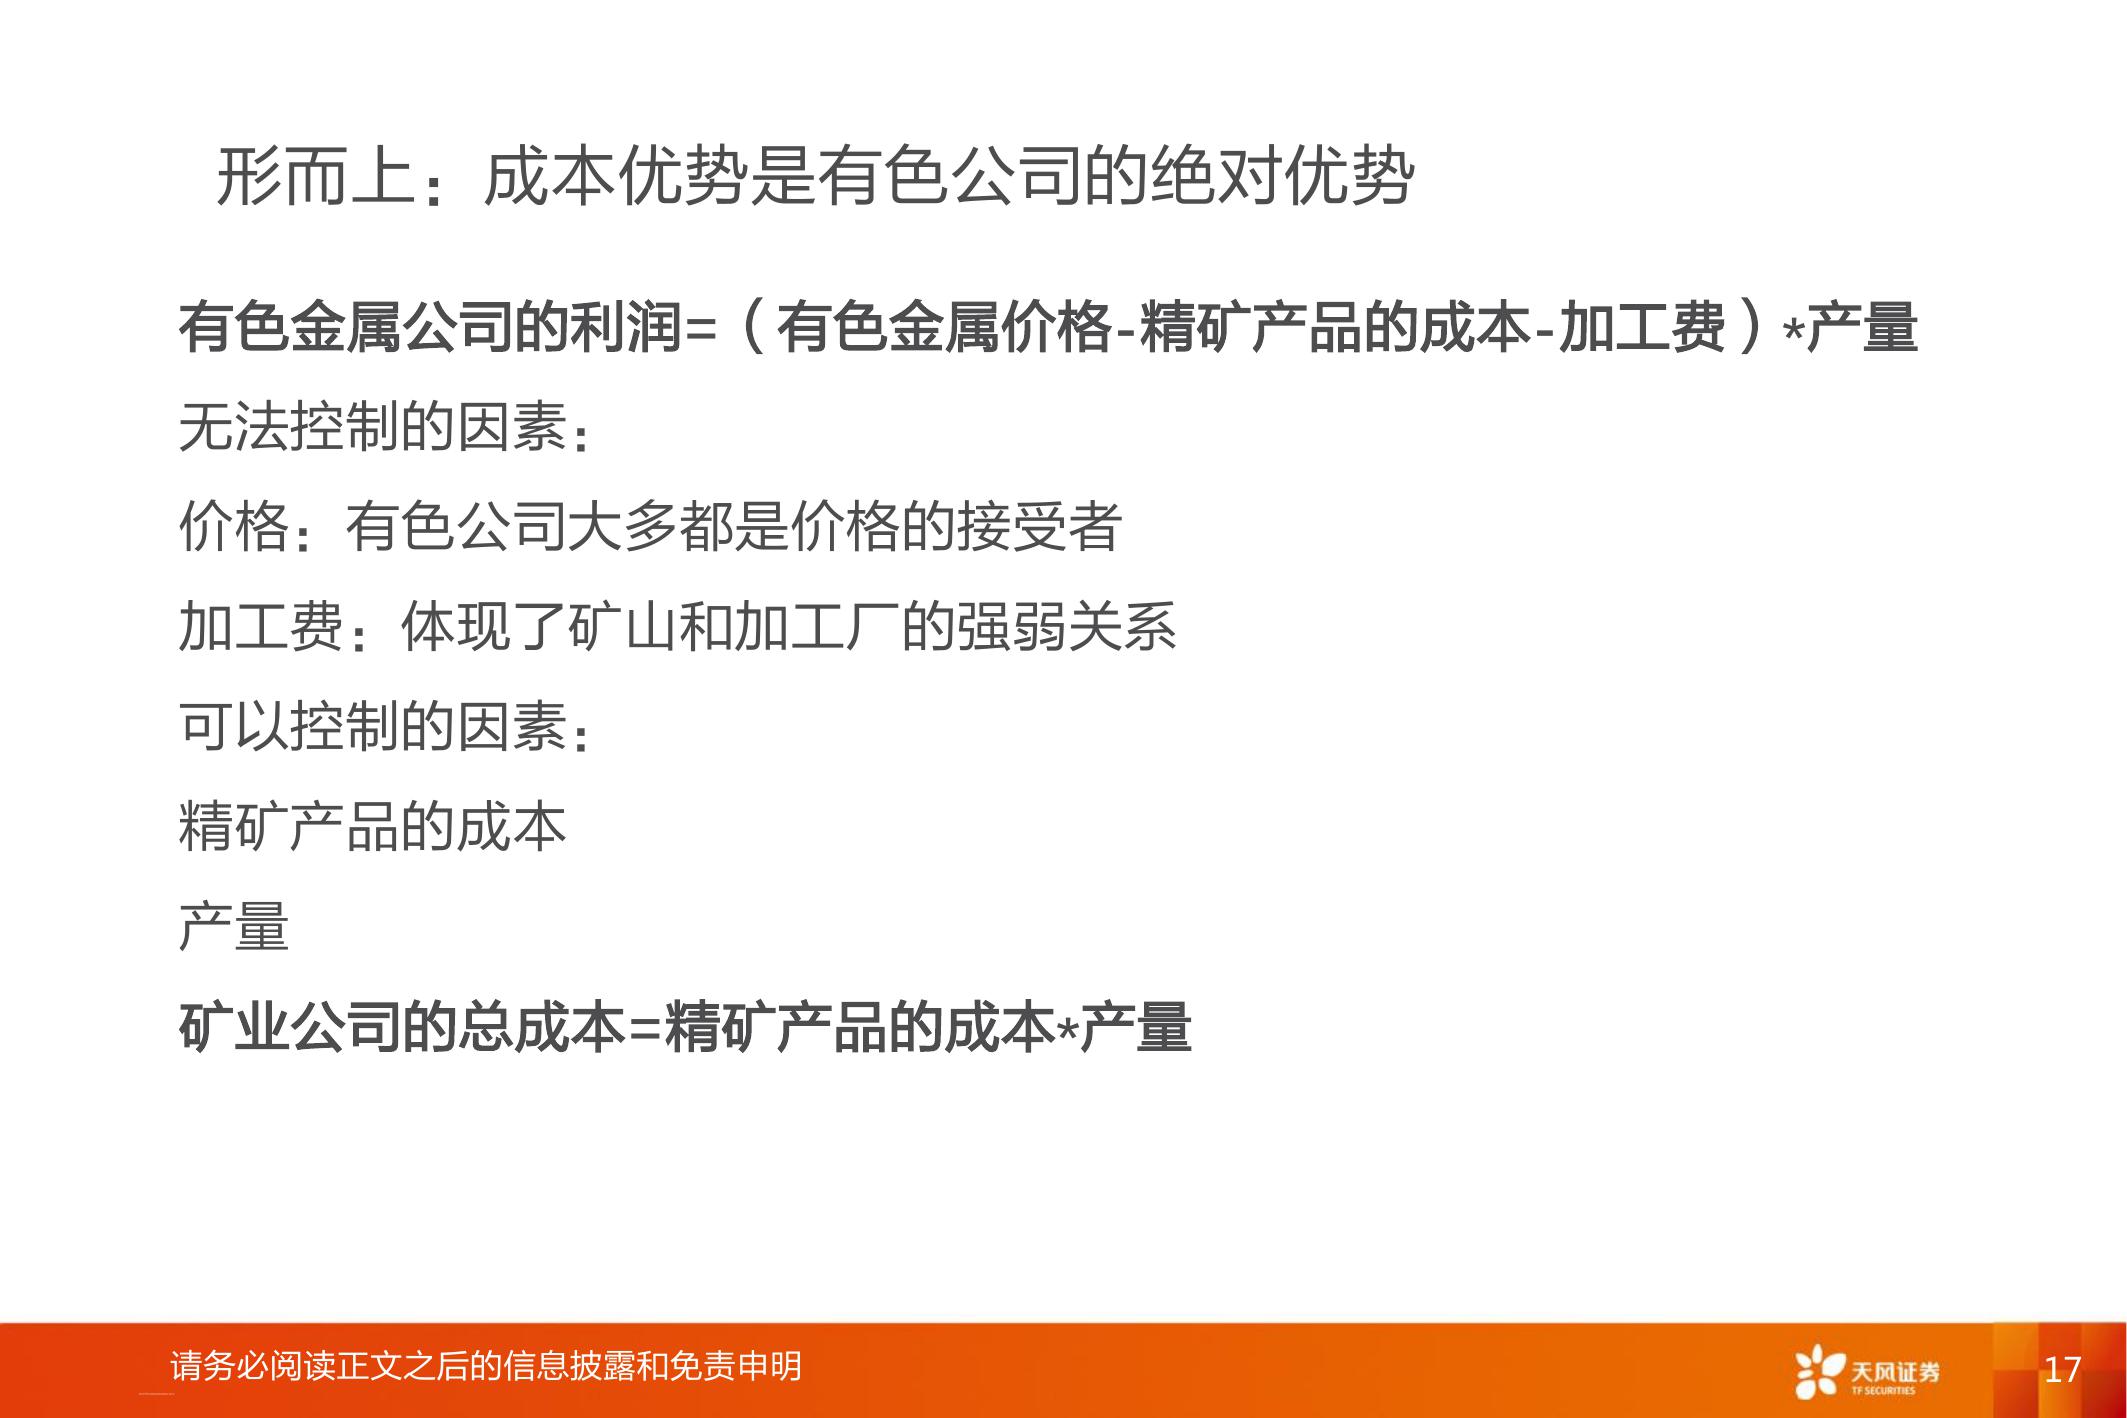 形而上：成本优势是有色公司的绝对优势
有色金属公司的利润=（有色金属价格-精矿产品的成本-加工费）*产量
无法控制的因素：
价格：有色公司大多都是价格的接受者
加工费：体现了矿山和加工厂的强弱关系
可以控制的因素：
精矿产品的成本
产量
矿业公司的总成本=精矿产品的成本*产量
请务必阅读正文之后的信息披露和免责申明
天风证券
TF SECURITIES
17